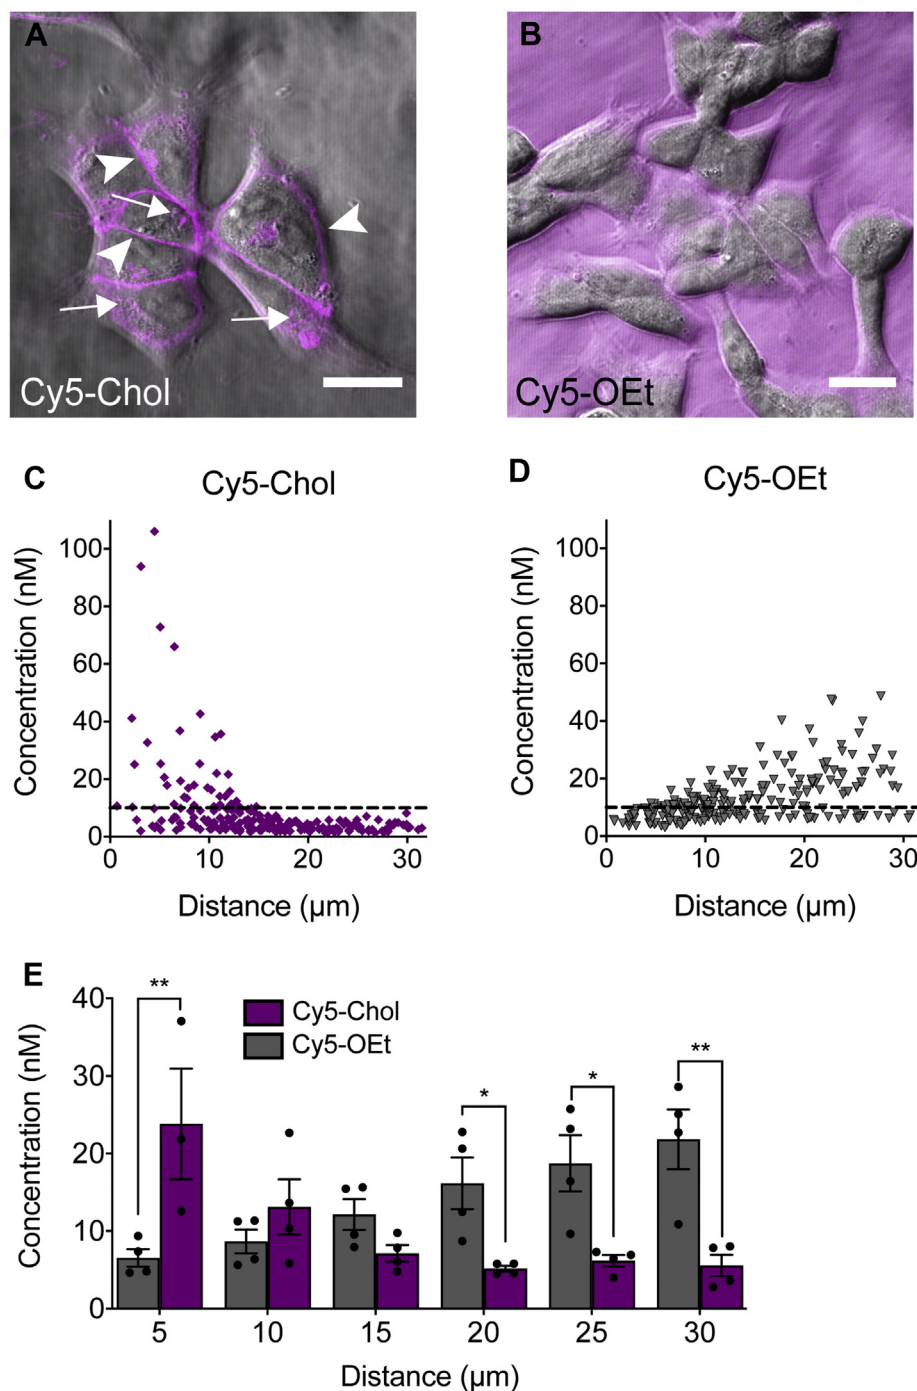 A
Cy5-Chol
B
Cy5-OEt
C
Cy5-Chol
Concentration (nM)
100
80
60
40
20
0
0 10 20 30
Distance (µm)
D
Cy5-OEt
Concentration (nM)
100
80
60
40
20
0
0 10 20 30
Distance (µm)
E
Concentration (nM)
40
30
20
10
0
Cy5-Chol
Cy5-OEt
**
*
*
**
5 10 15 20 25 30
Distance (µm)